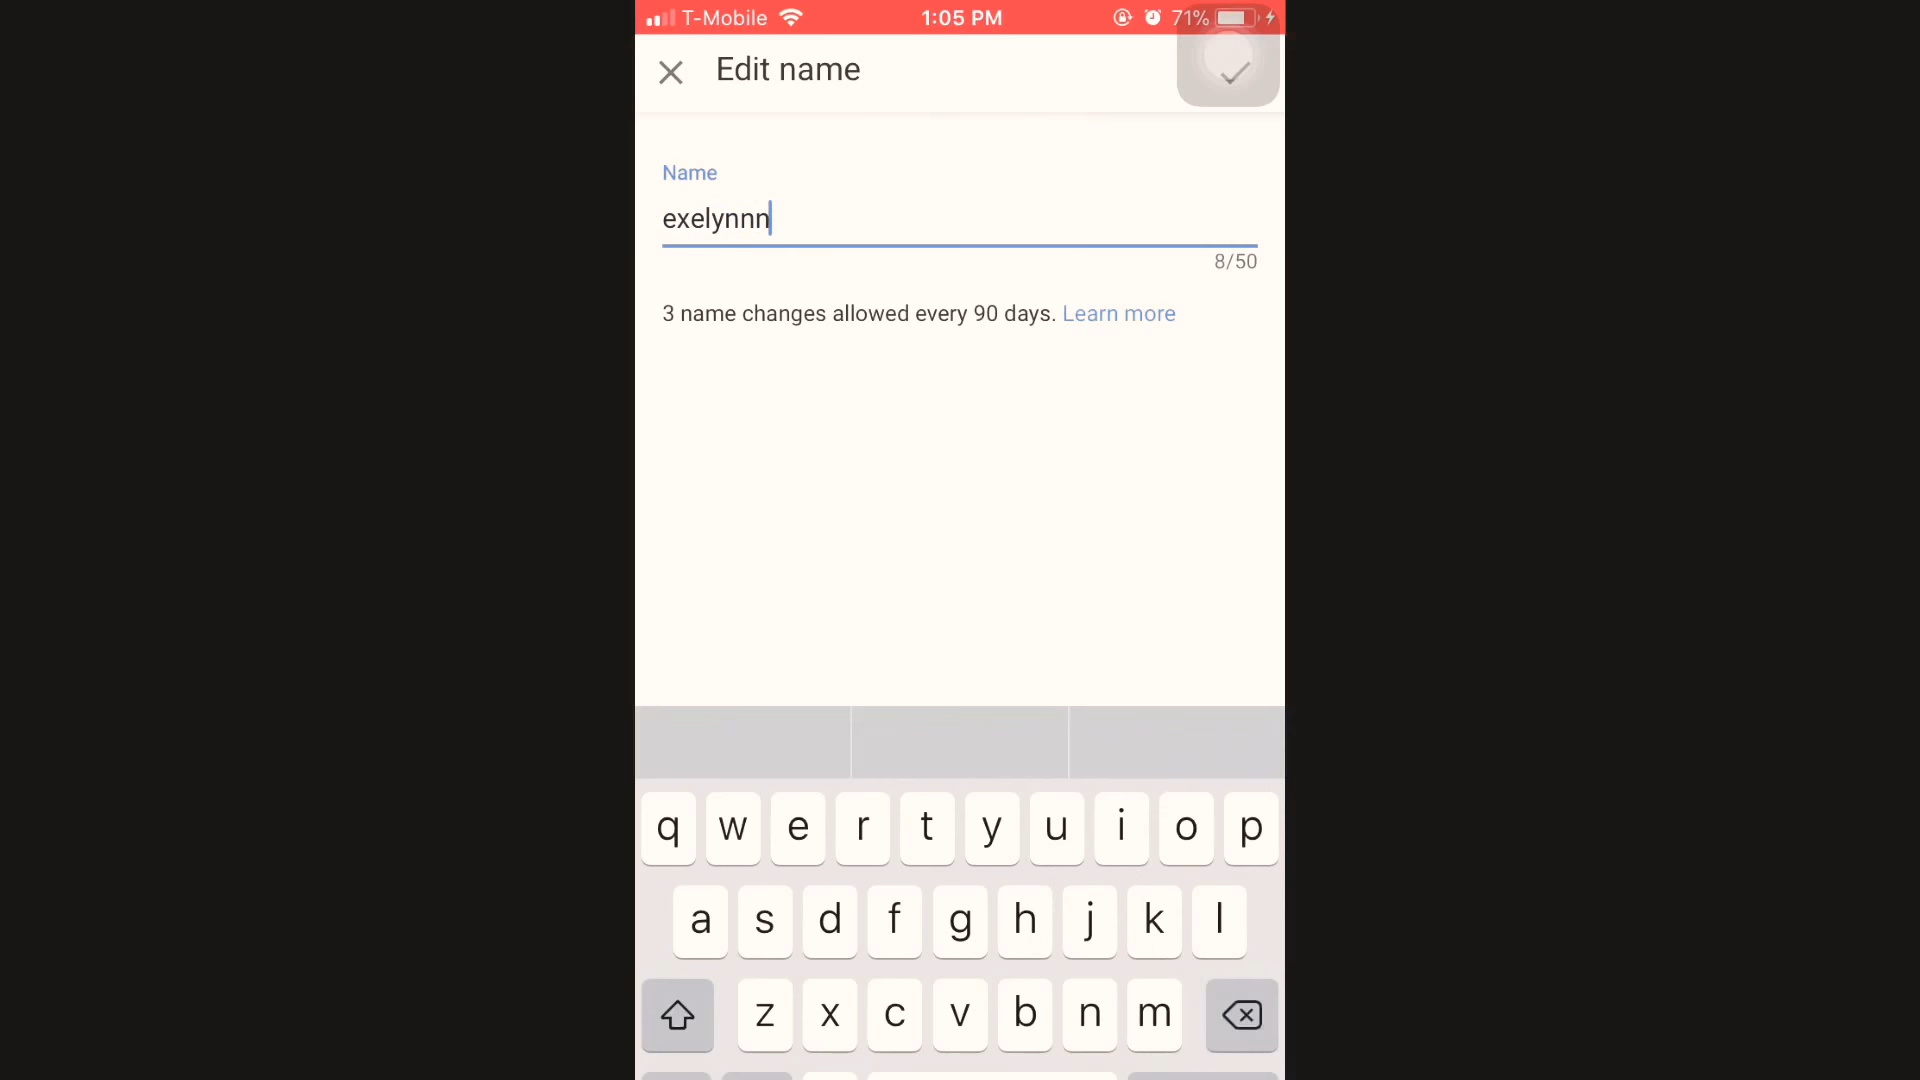 T-Mobile 1:05 PM 71%
Edit name
Name
exelynnn
8/50
3 name changes allowed every 90 days. Learn more
q w e r t y u i o p
a s d f g h j k l
z x c v b n m